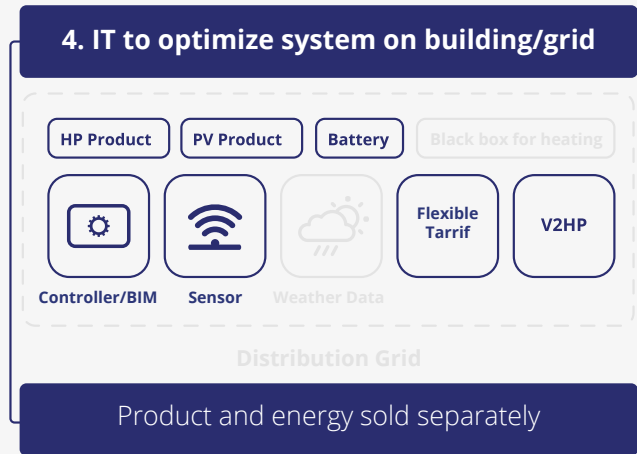 4. IT to optimize system on building/grid
HP Product
PV Product
Battery
Black box for heating
Flexible
Tarrif
V2HP
Controller/BIM
Sensor
Weather Data
Distribution Grid
Product and energy sold separately